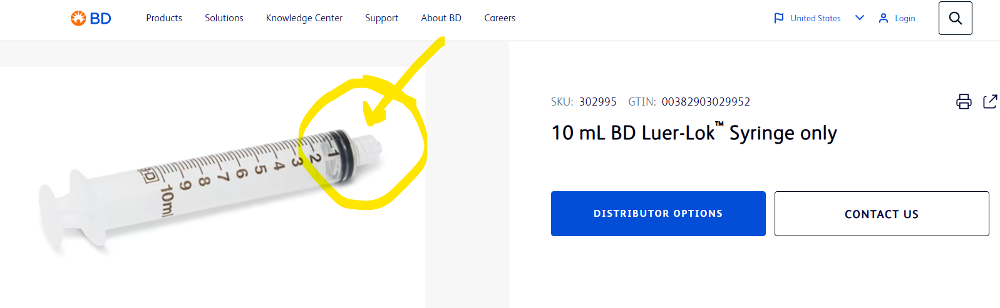 BD Products Solutions Knowledge Center Support About BD Careers United States Login
SKU: 302995 GTIN: 00382903029952
10 mL BD Luer-Lok™ Syringe only
DISTRIBUTOR OPTIONS CONTACT US
BD 10ml 9 8 7 6 5 4 3 2 1